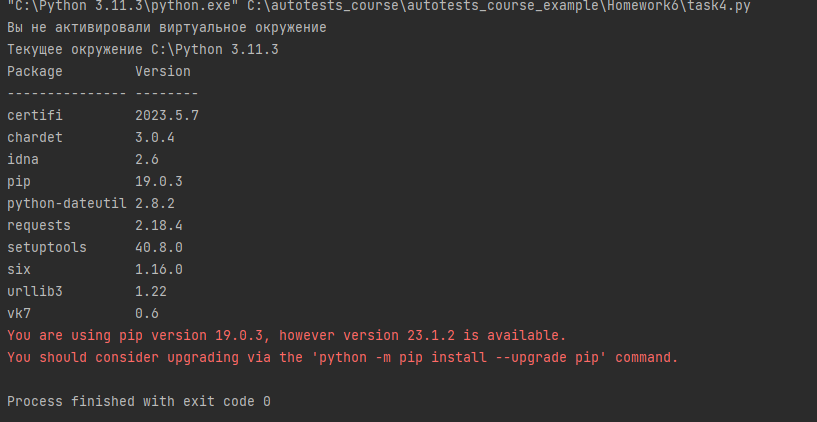 "C:\Python 3.11.3\python.exe" C:\autotests_course\autotests_course_example\Homework6\task4.py
Вы не активировали виртуальное окружение
Текущее окружение C:\Python 3.11.3
Package         Version
--------------- --------
certifi         2023.5.7
chardet         3.0.4
idna            2.6
pip             19.0.3
python-dateutil 2.8.2
requests        2.18.4
setuptools      40.8.0
six             1.16.0
urllib3         1.22
vk7             0.6
You are using pip version 19.0.3, however version 23.1.2 is available.
You should consider upgrading via the 'python -m pip install --upgrade pip' command.
Process finished with exit code 0